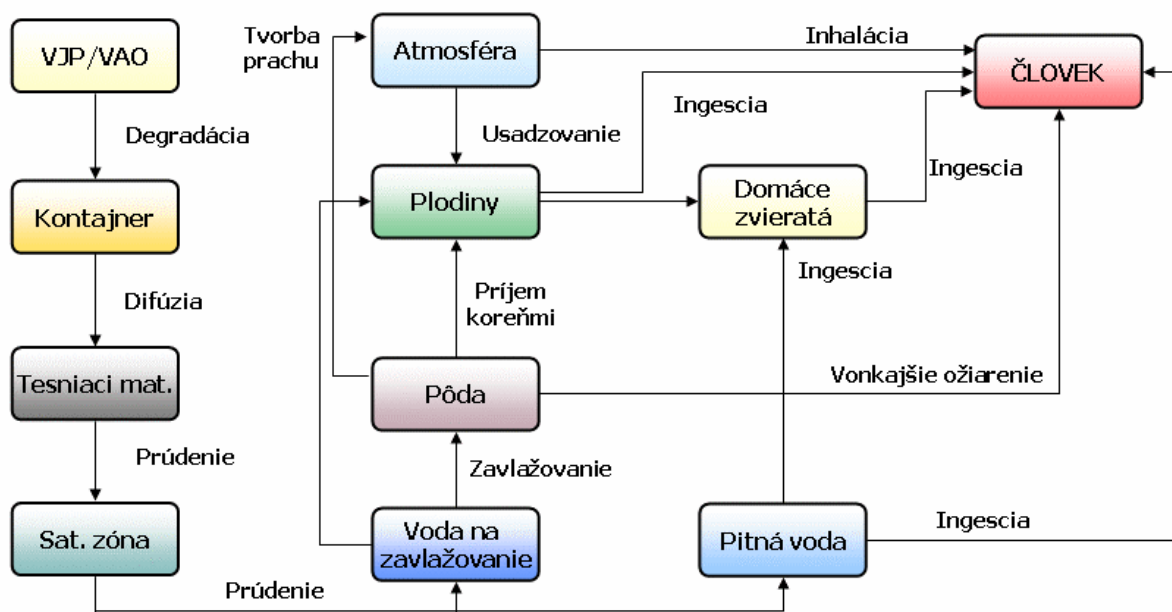 VJP/VAO
Degradácia
Kontajner
Difúzia
Tesniaci mat.
Prúdenie
Sat. zóna
Prúdenie
Tvorba
prachu
Atmosféra
Usadzovanie
Plodiny
Príjem
koreňmi
Pôda
Zavlažovanie
Voda na
zavlažovanie
Inhalácia
Ingescia
Domáce
zvieratá
Ingescia
Ingescia
Vonkajšie ožiarenie
Pitná voda
Ingescia
ČLOVEK